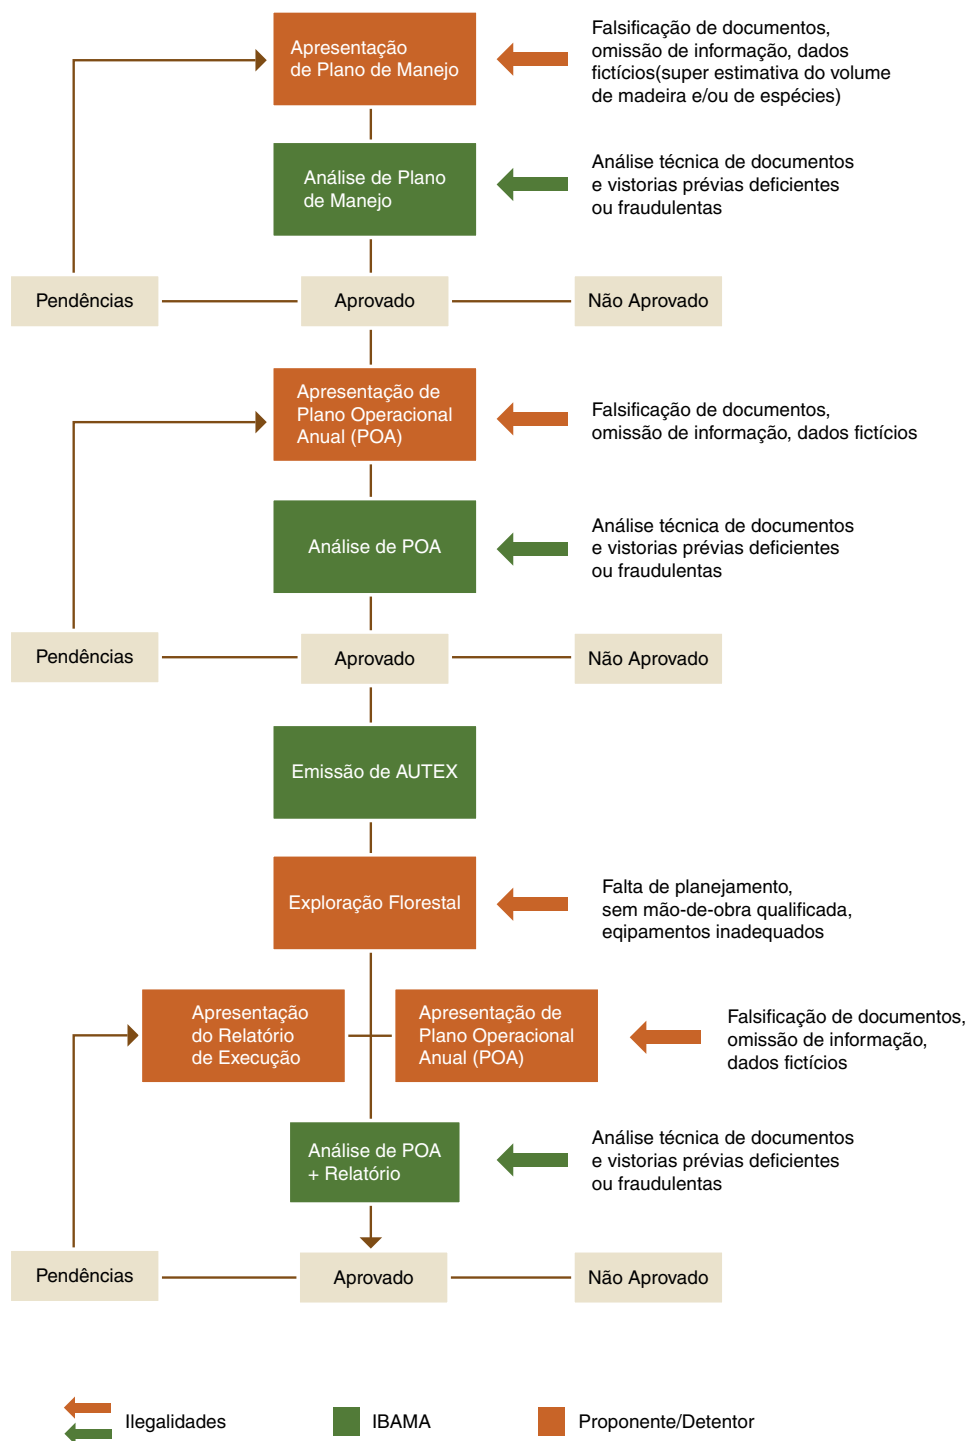 Apresentação
de Plano de Manejo
Falsificação de documentos,
omissão de informação, dados
fictícios(super estimativa do volume
de madeira e/ou de espécies)
Análise de Plano
de Manejo
Análise técnica de documentos
e vistorias prévias deficientes
ou fraudulentas
Pendências
Aprovado
Não Aprovado
Apresentação de
Plano Operacional
Anual (POA)
Falsificação de documentos,
omissão de informação, dados fictícios
Análise de POA
Análise técnica de documentos
e vistorias prévias deficientes
ou fraudulentas
Pendências
Aprovado
Não Aprovado
Emissão de AUTEX
Exploração Florestal
Falta de planejamento,
sem mão-de-obra qualificada,
eqipamentos inadequados
Apresentação
do Relatório
de Execução
Apresentação de
Plano Operacional
Anual (POA)
Falsificação de documentos,
omissão de informação,
dados fictícios
Análise de POA
+ Relatório
Análise técnica de documentos
e vistorias prévias deficientes
ou fraudulentas
Pendências
Aprovado
Não Aprovado
Ilegalidades
IBAMA
Proponente/Detentor